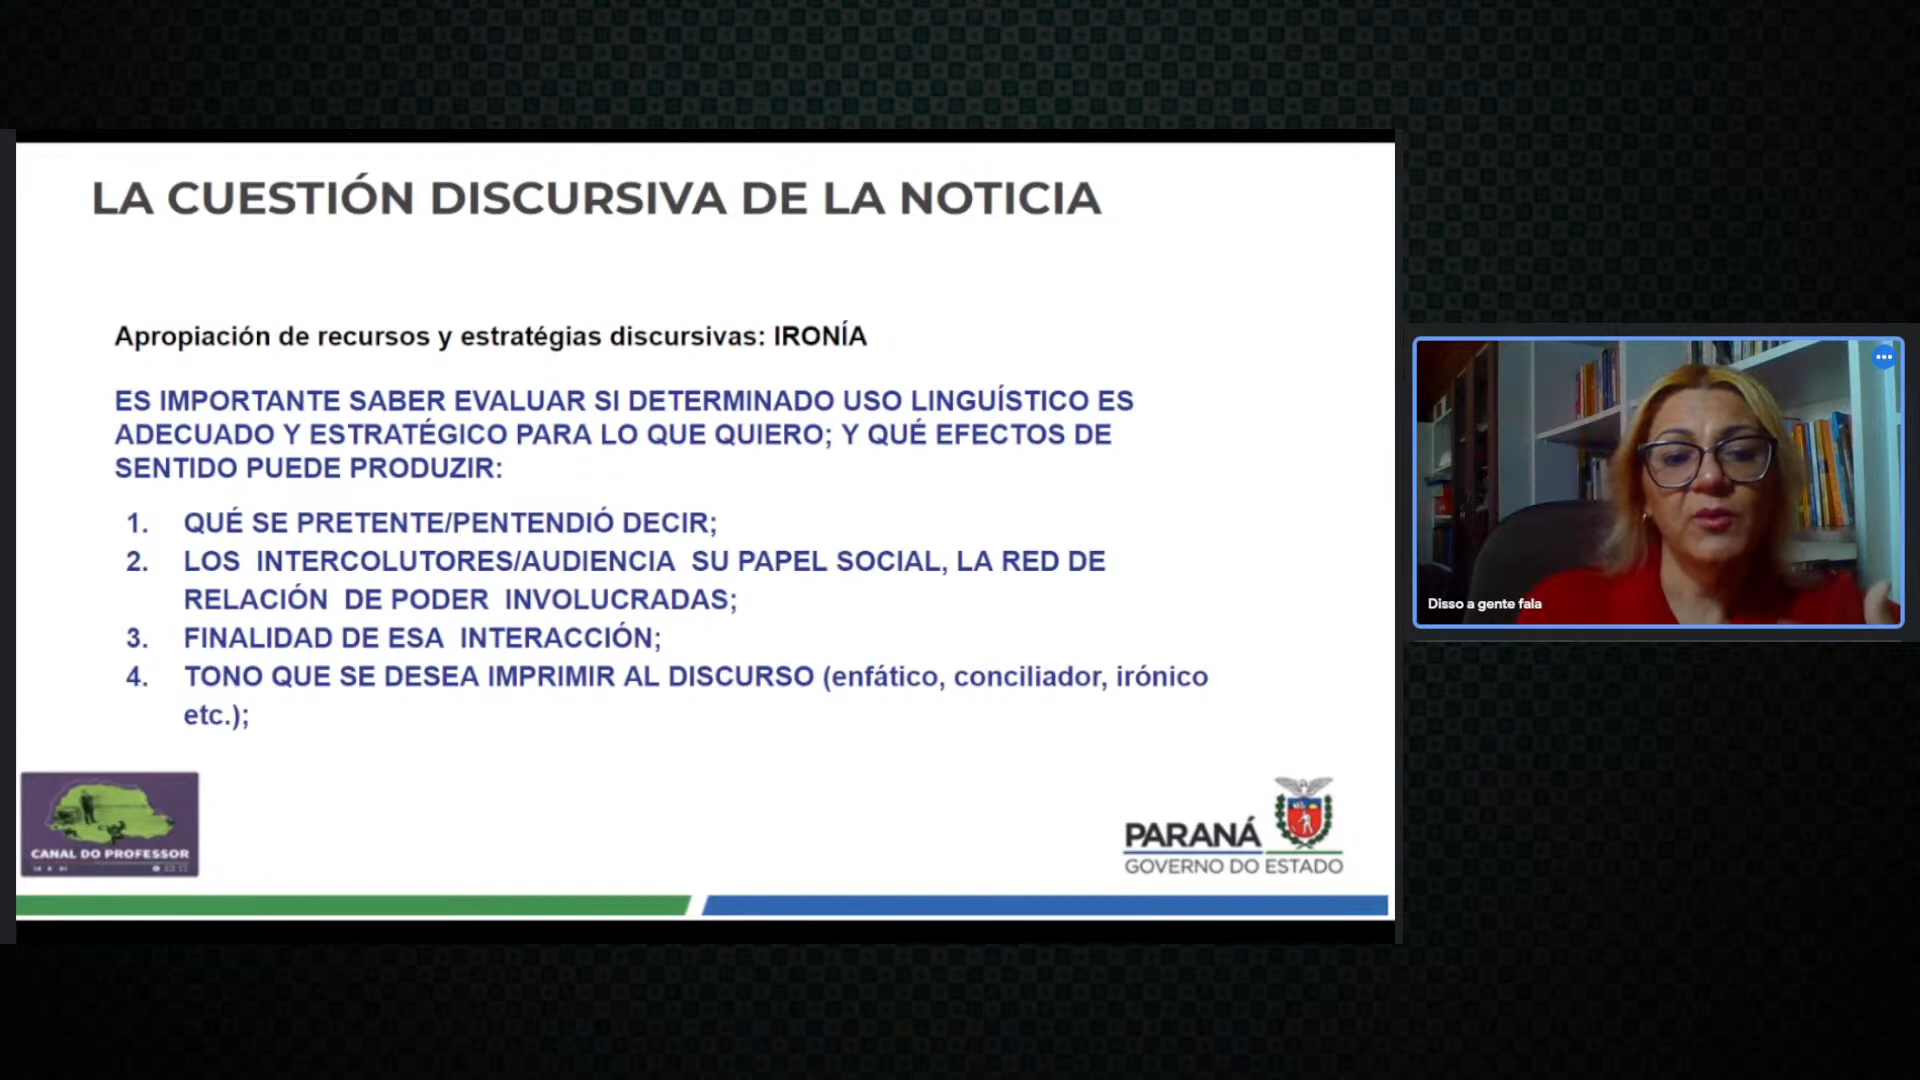 LA CUESTIÓN DISCURSIVA DE LA NOTICIA
Apropiación de recursos y estratégias discursivas: IRONÍA
ES IMPORTANTE SABER EVALUAR SI DETERMINADO USO LINGUÍSTICO ES
ADECUADO Y ESTRATÉGICO PARA LO QUE QUIERO; Y QUÉ EFECTOS DE
SENTIDO PUEDE PRODUZIR:
1. QUÉ SE PRETENTE/PENTENDIÓ DECIR;
2. LOS INTERCOLUTORES/AUDIENCIA SU PAPEL SOCIAL, LA RED DE
RELACIÓN DE PODER INVOLUCRADAS;
3. FINALIDAD DE ESA INTERACCIÓN;
4. TONO QUE SE DESEA IMPRIMIR AL DISCURSO (enfático, conciliador, irónico
etc.);
CANAL DO PROFESSOR
PARANÁ
GOVERNO DO ESTADO
Disso a gente fala